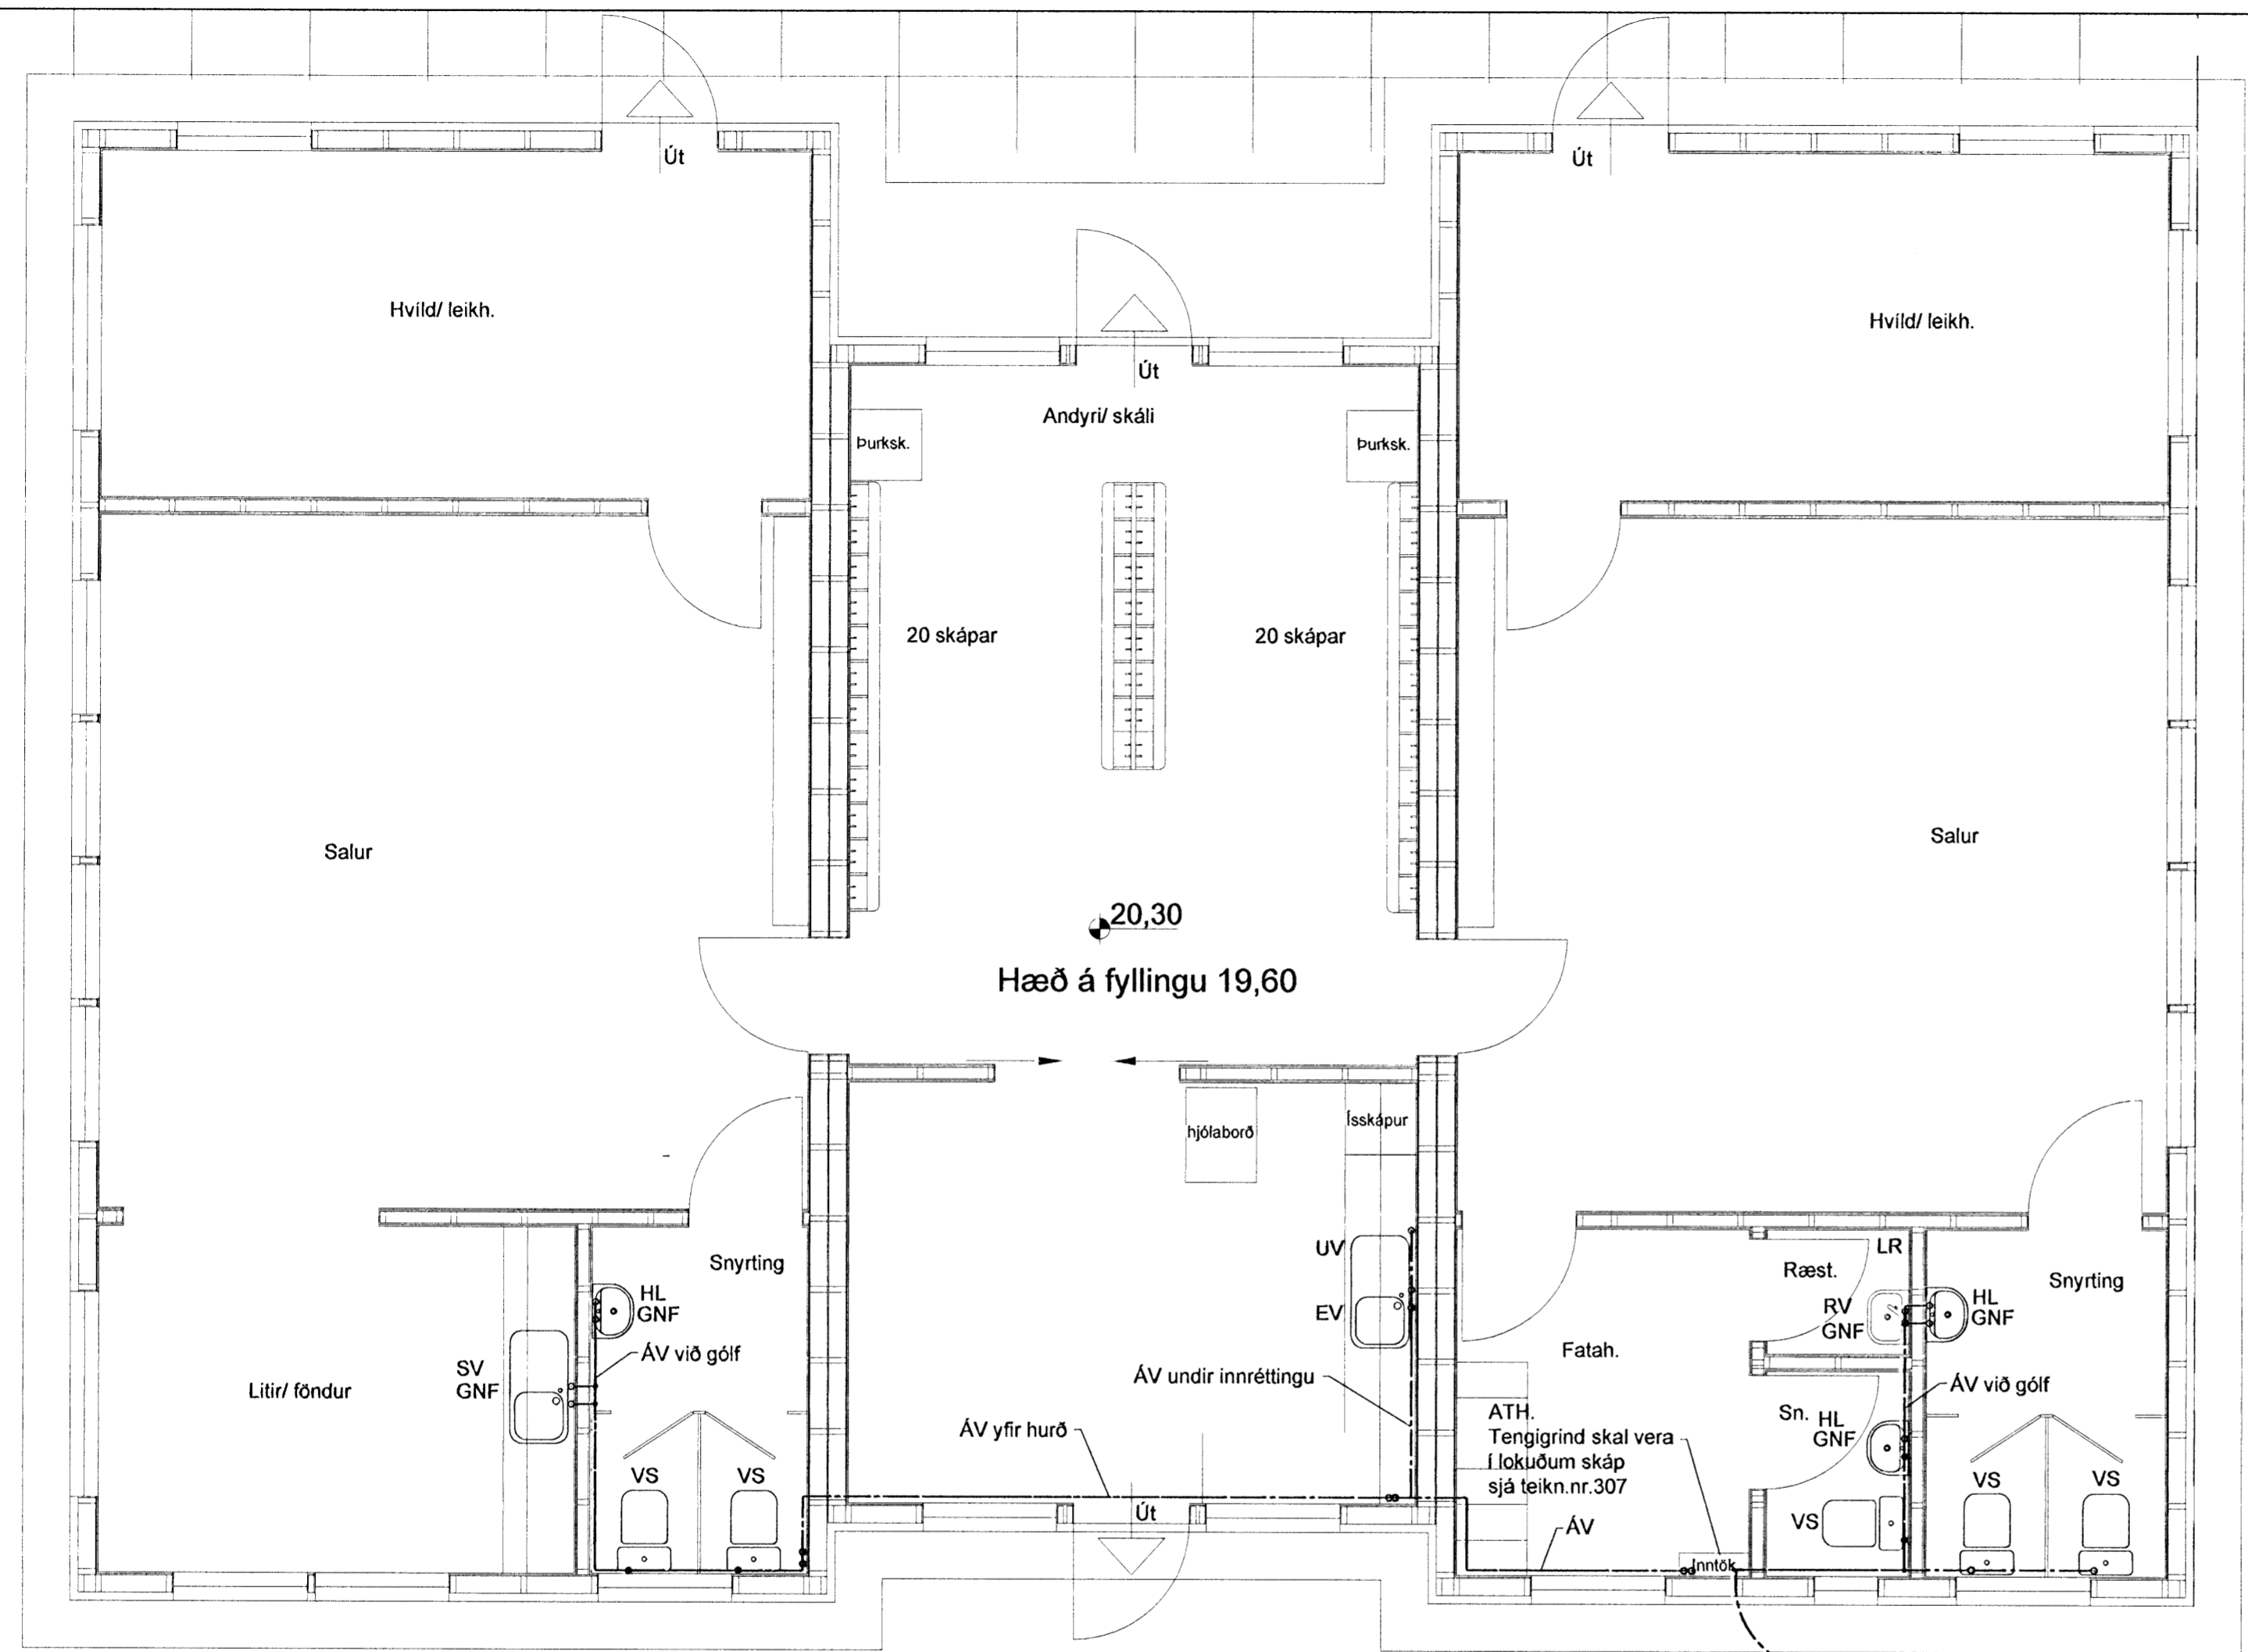 Út
Út
Hvíld/ leikh.
Hvíld/ leikh.
Út
Andyri/ skáli
Þurksk.
Þurksk.
20 skápar
20 skápar
Salur
Salur
20,30
Hæð á fyllingu 19,60
hjólaborð
Ísskápur
Snyrting
HL
GNF
ÁV við gólf
SV
GNF
Litir/ föndur
VS
VS
UV
EV
ÁV undir innréttingu
ÁV yfir hurð
Út
LR
Ræst.
RV
GNF
HL
GNF
Snyrting
Fatah.
ÁV við gólf
Sn.
HL
GNF
ATH.
Tengigrind skal vera
í lokuðum skáp
sjá teikn.nr.307
VS
VS
VS
ÁV
Inntök